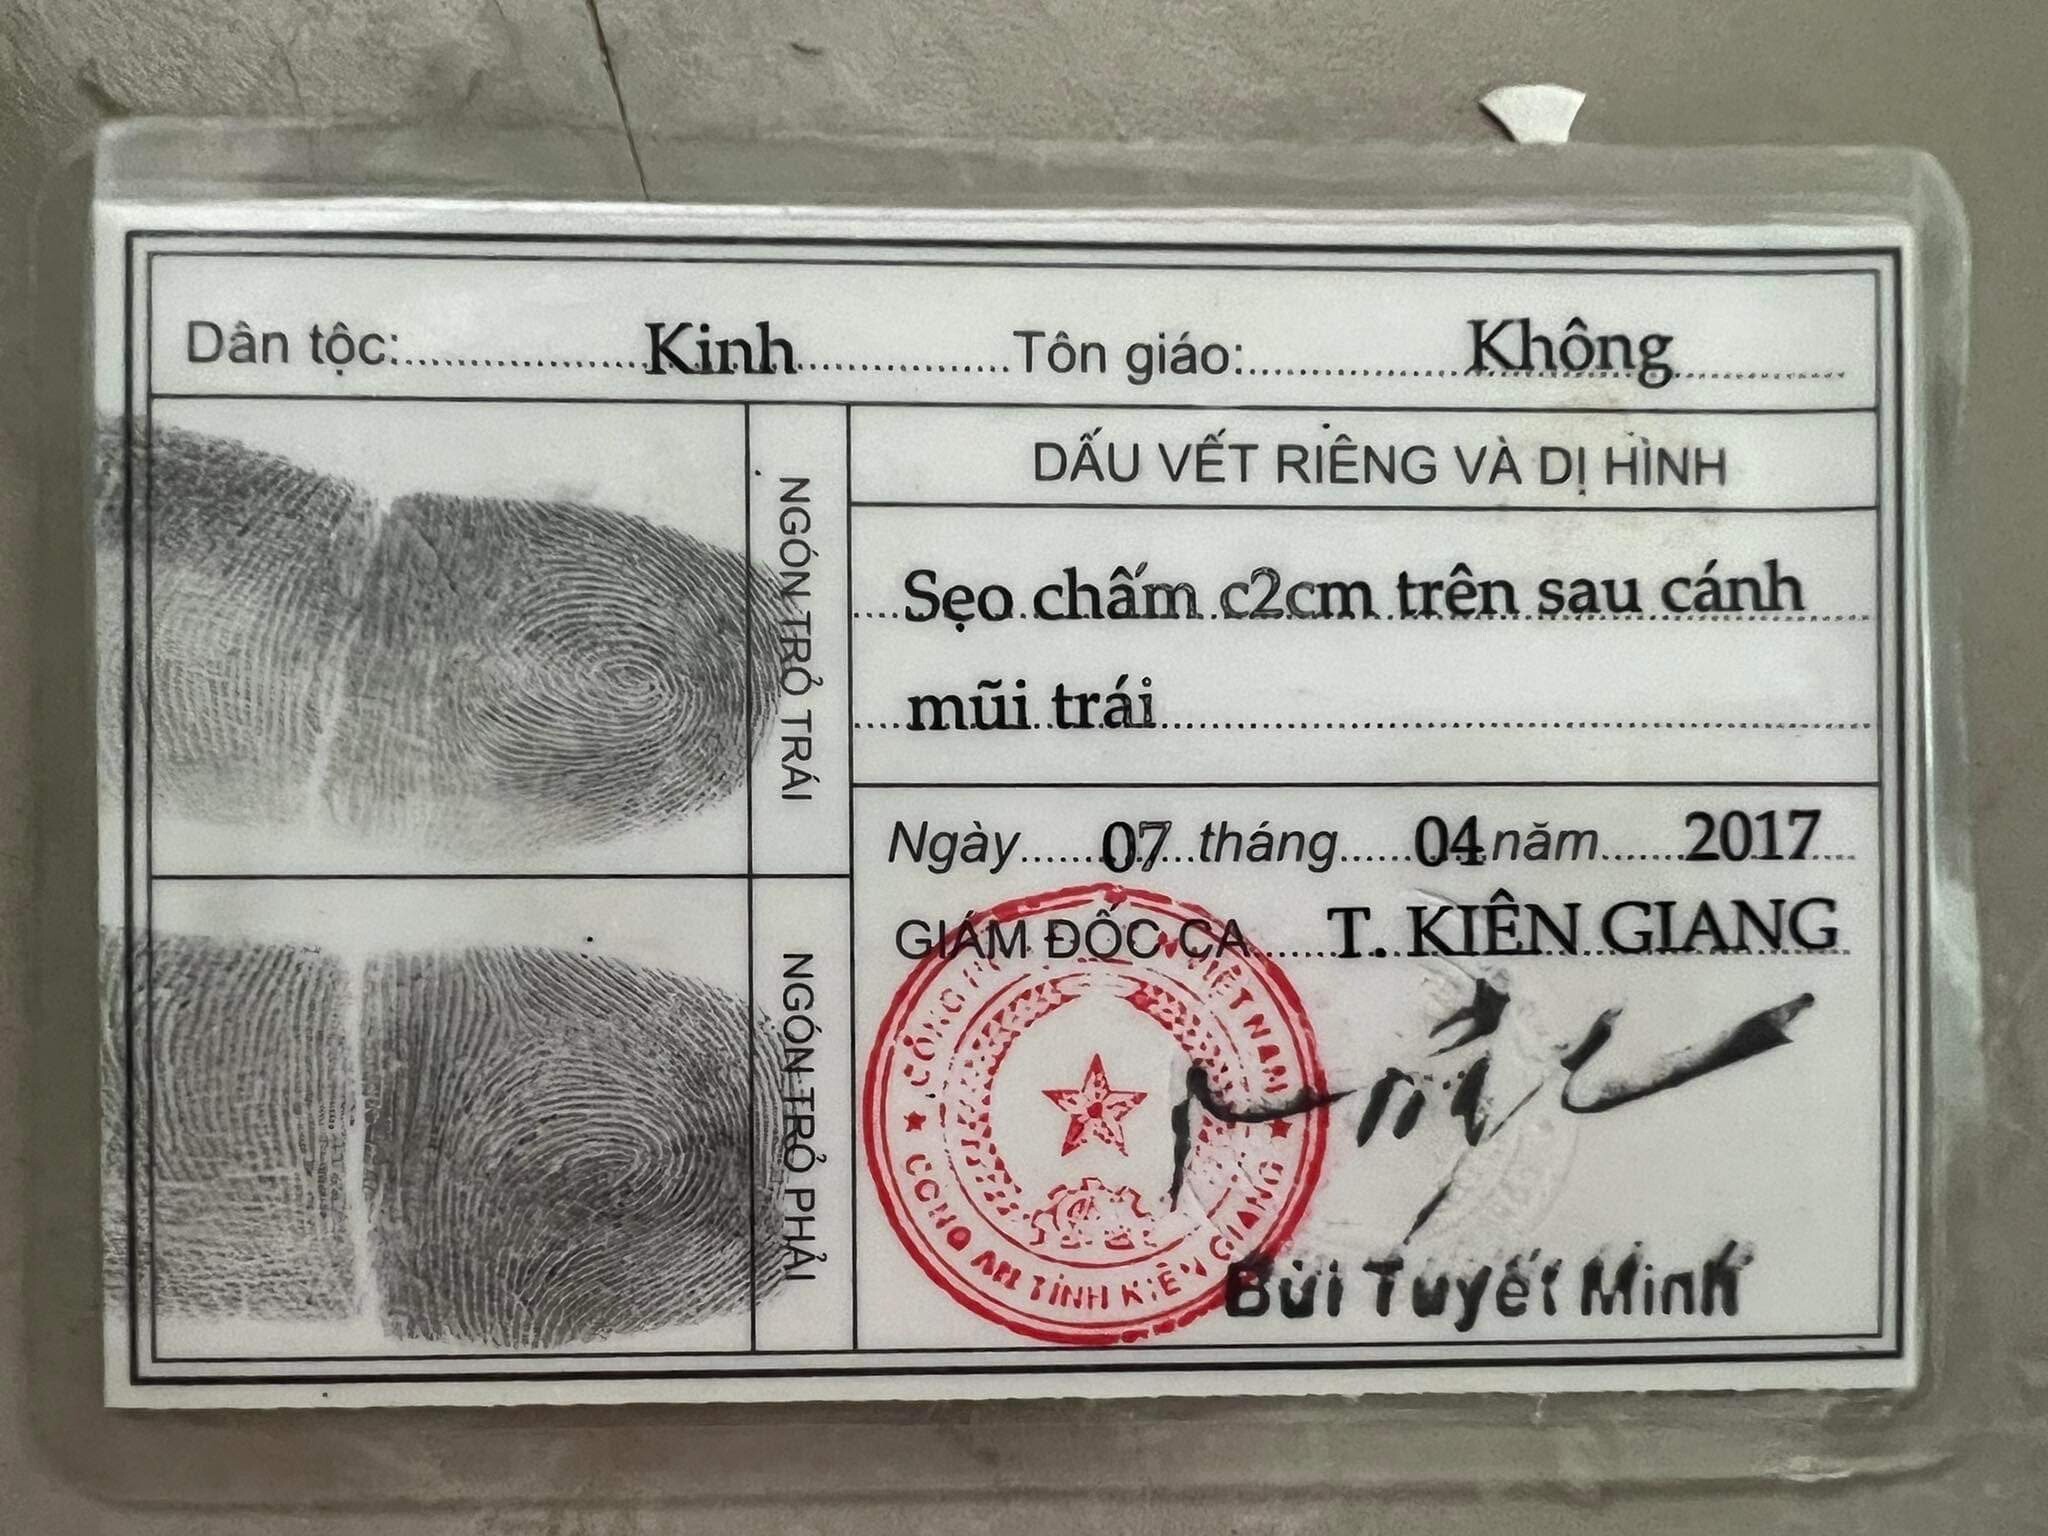 Dân tộc: Kinh Tôn giáo: Không
NGÓN TRỎ TRÁI
DẤU VẾT RIÊNG VÀ DỊ HÌNH
Sẹo chấm c2cm trên sau cánh
mũi trái
NGÓN TRỎ PHẢI
Ngày 07 tháng 04 năm 2017
GIÁM ĐỐC CA T. KIÊN GIANG
VIỆT NAM
CÔNG AN TỈNH KIÊN GIANG
Bùi Tuyết Minh